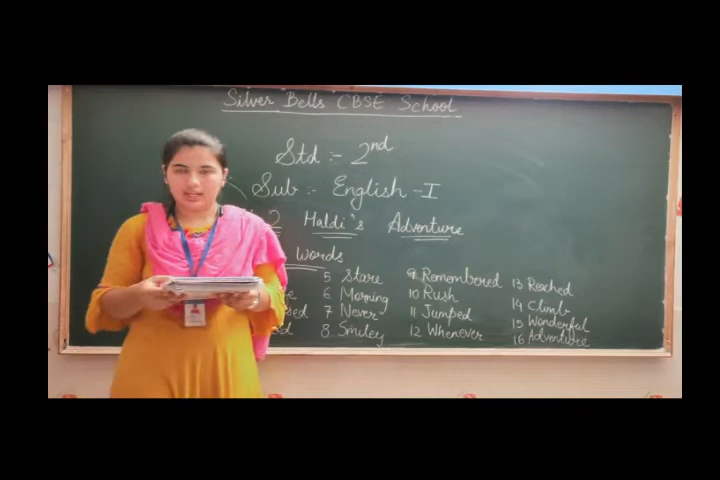 Silver Bells CBSE School
Std :- 2nd
Sub :- English - I
2 Haldi's Adventure
Words
5 Stare 9 Remembered 13 Reached
6 Morning 10 Rush 14 Climb
7 Never 11 Jumped 15 Wonderful
8 Smiley 12 Whenever 16 Adventure